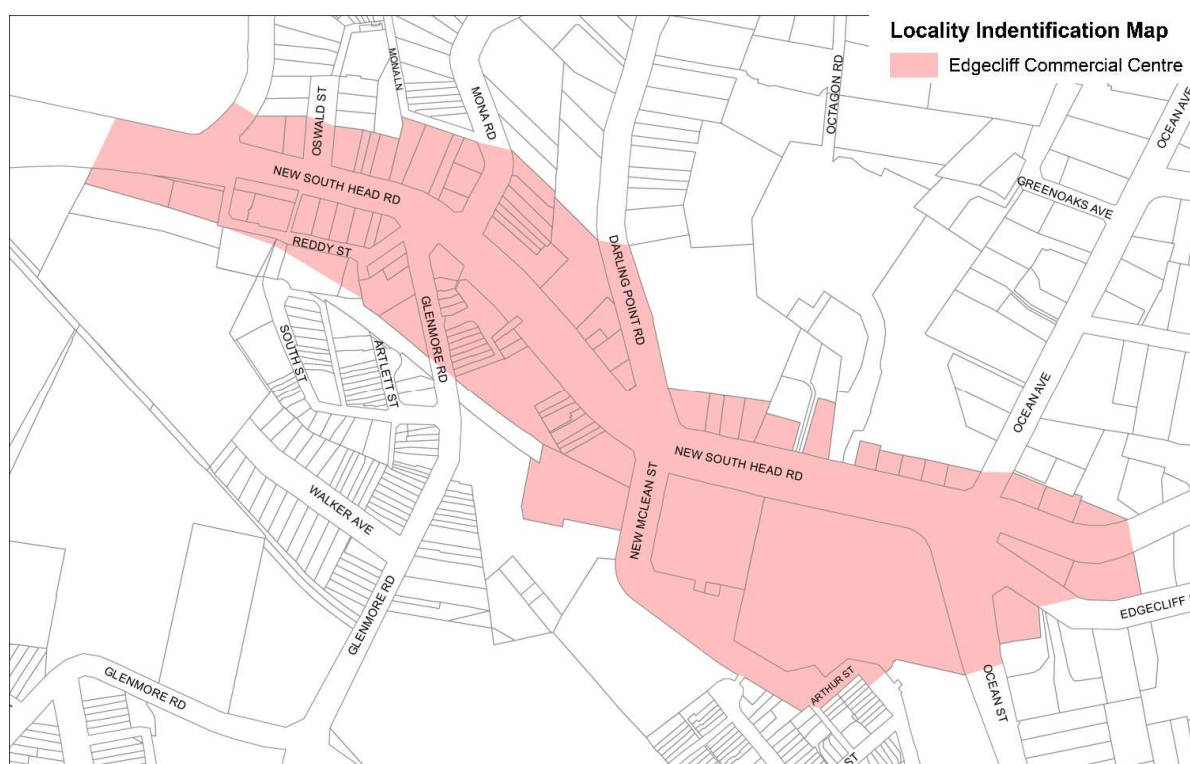 Locality Indentification Map
Edgecliff Commercial Centre
MONALN
MONA RD
OSWALD ST
OCTAGON RD
OCEAN AVE
GREENOAKS AVE
NEW SOUTH HEAD RD
REDDY ST
DARLING POINT RD
GLENMORE RD
SOUTH ST
ARTLETT ST
OCEAN AVE
NEW SOUTH HEAD RD
WALKER AVE
NEW MCLEAN ST
GLENMORE RD
EDGECLIFF
GLENMORE RD
ARTHUR ST
OCEAN ST
ST